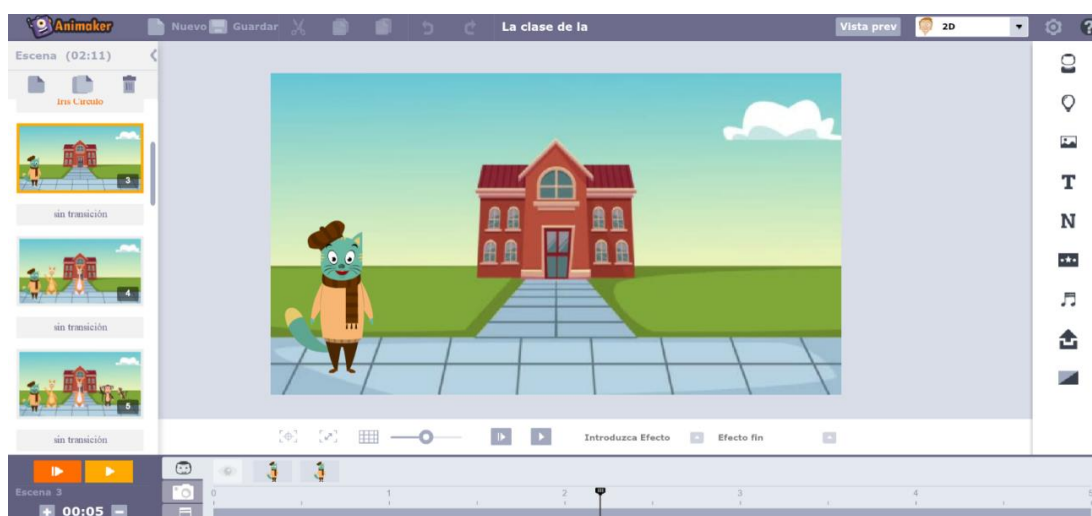 Animaker
Nuevo Guardar La clase de la Vista prev 2D
Escena (02:11)
Iris Circulo
3
sin transición
4
sin transición
5
sin transición
Introduzca Efecto Efecto fin
Escena 3
00:05
0 1 2 3 4 5
T
N